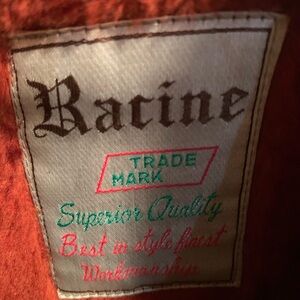 Racine
TRADE
MARK
Superior Quality
Best in style finest
Workmanship